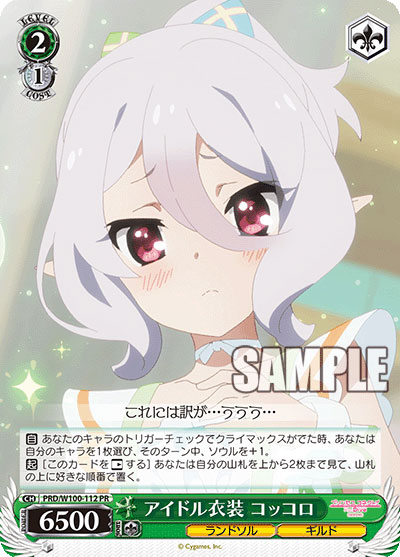 LEVEL
2
1
COST
SAMPLE
これには訳が…ううう…
自 あなたのキャラのトリガーチェックでクライマックスがでた時、あなたは
自分のキャラを1枚選び、そのターン中、ソウルを+1。
起 [このカードを する] あなたは自分の山札を上から2枚まで見て、山札
の上に好きな順番で置く。
CH PRD/W100-112 PR
6500
POWER
アイドル衣装 コッコロ
ランドソル
ギルド
© Cygames, Inc.